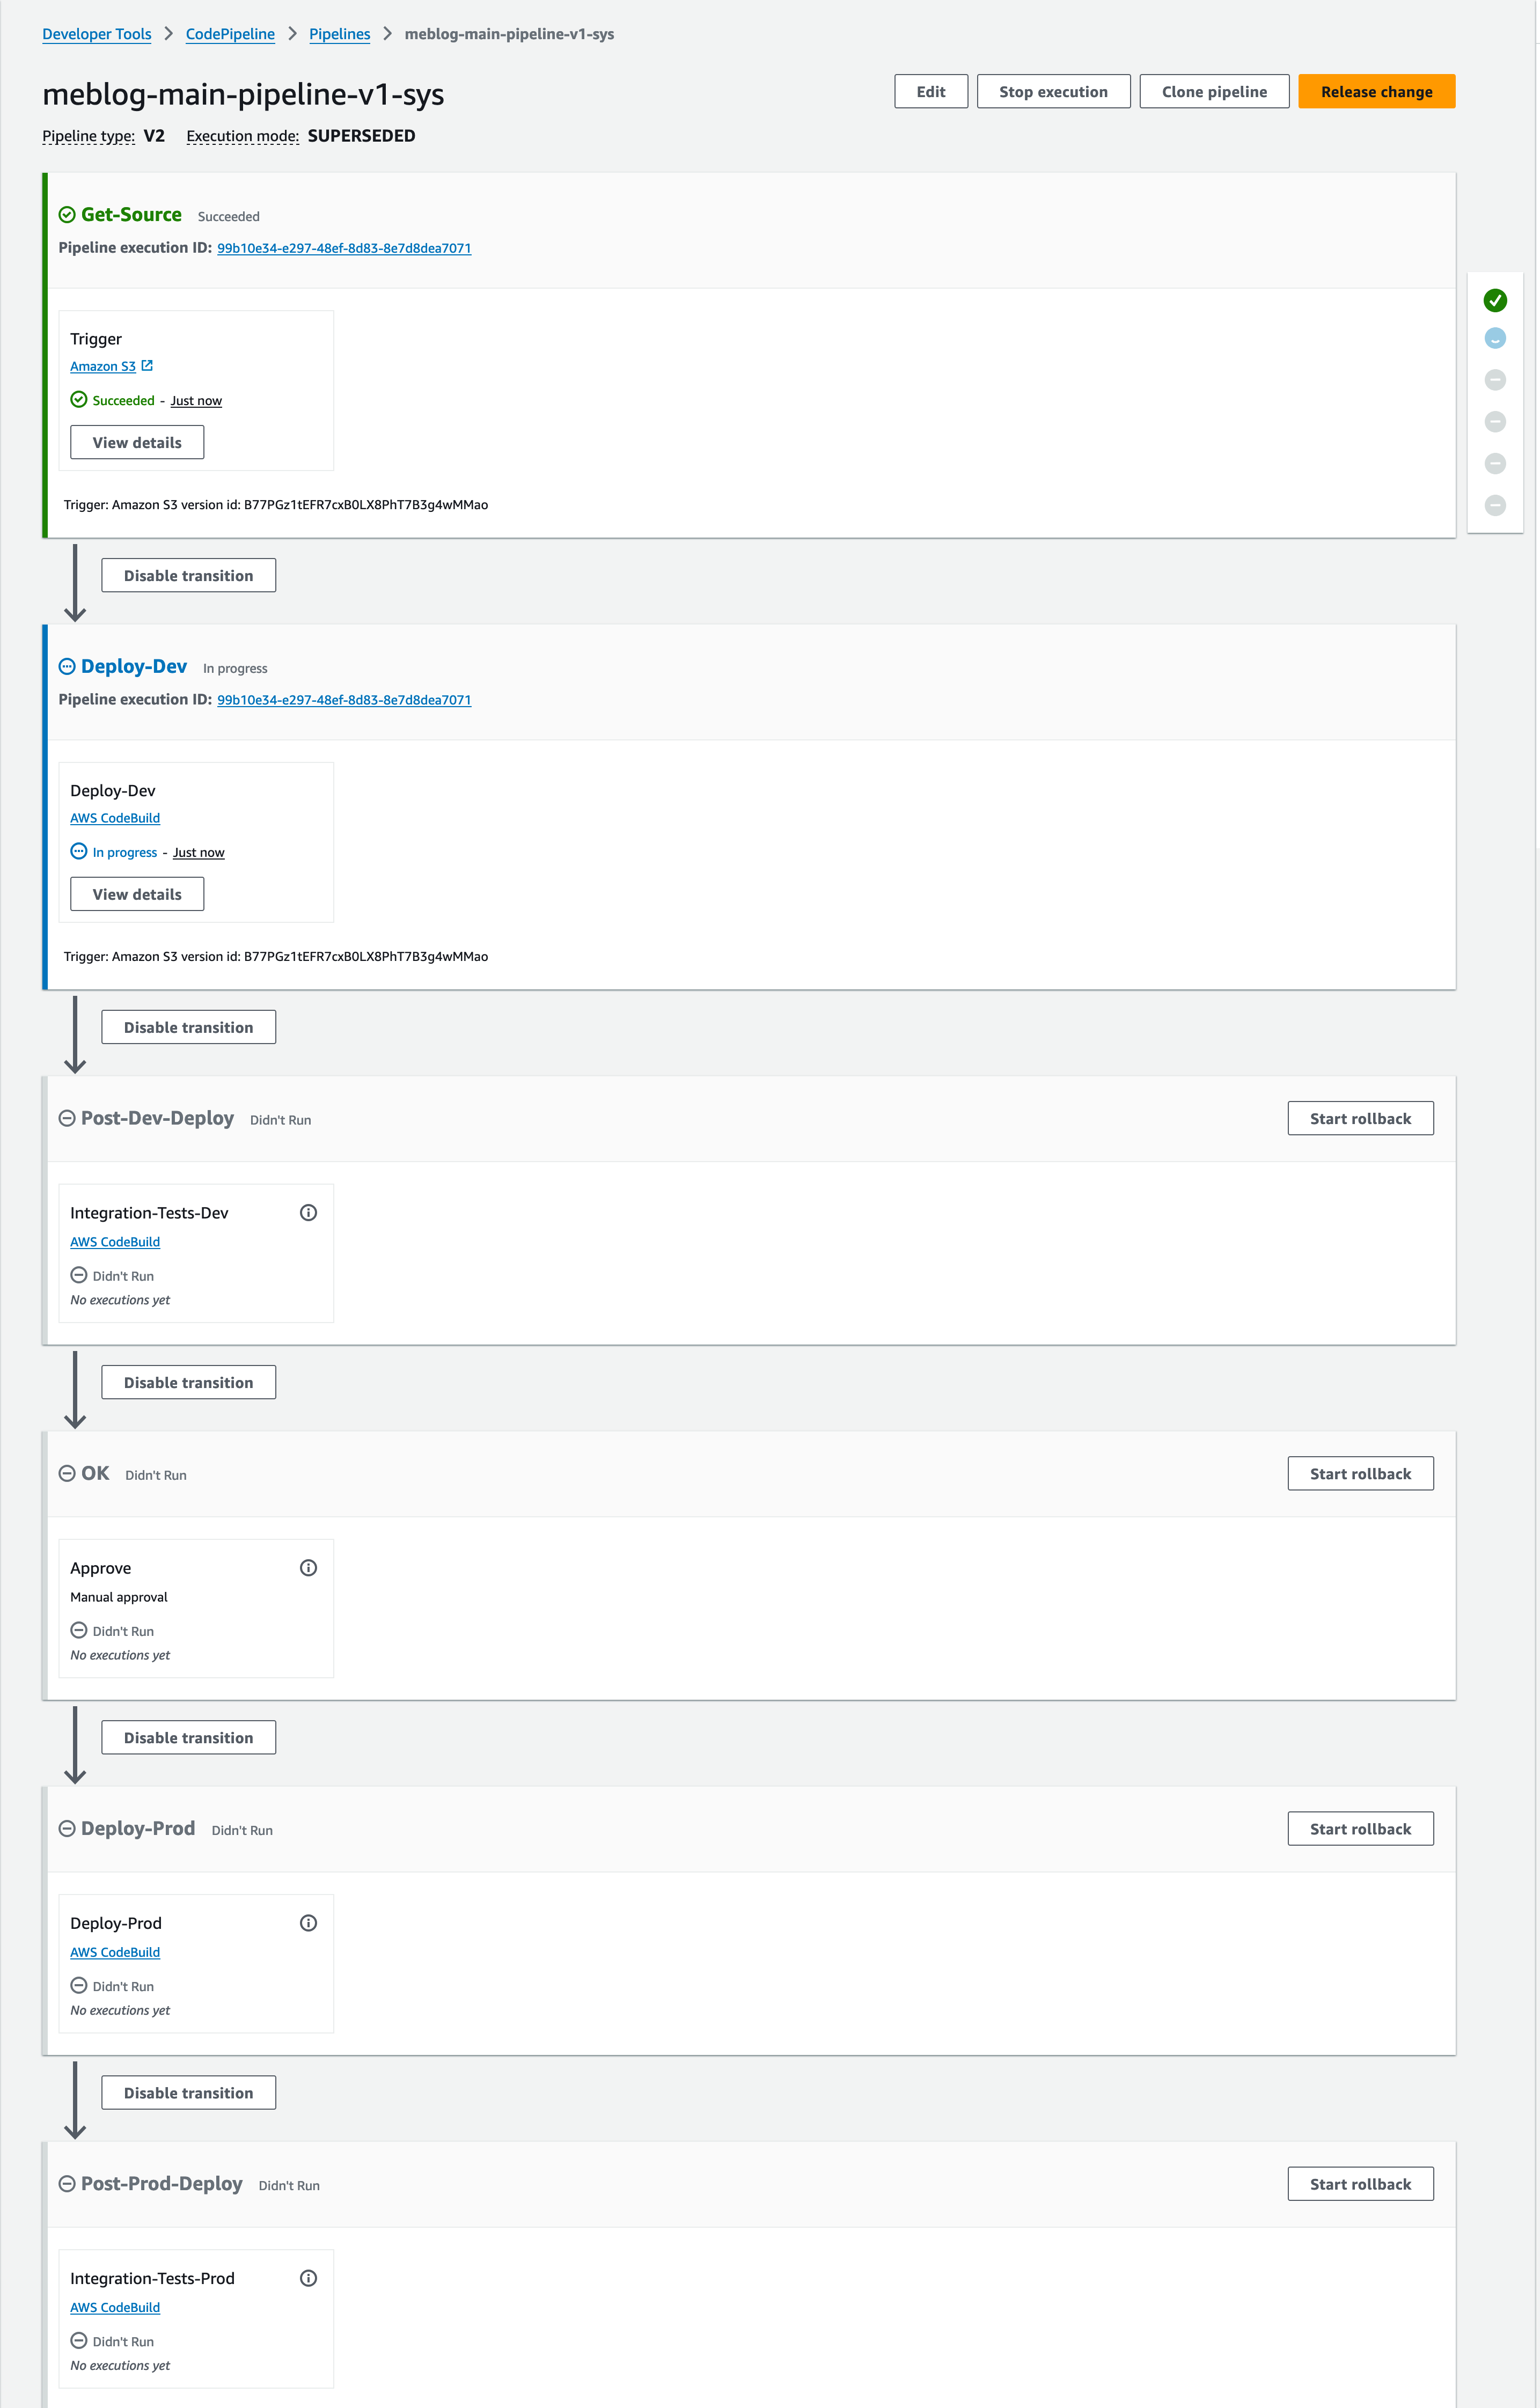 Developer Tools > CodePipeline > Pipelines > meblog-main-pipeline-v1-sys
meblog-main-pipeline-v1-sys
Edit
Stop execution
Clone pipeline
Release change
Pipeline type: V2 Execution mode: SUPERSEDED
Get-Source Succeeded
Pipeline execution ID: 99b10e34-e297-48ef-8d83-8e7d8dea7071
Trigger
Amazon S3
Succeeded - Just now
View details
Trigger: Amazon S3 version id: B77PGz1tEFR7cxB0LX8PhT7B3g4wMMao
Disable transition
Deploy-Dev In progress
Pipeline execution ID: 99b10e34-e297-48ef-8d83-8e7d8dea7071
Deploy-Dev
AWS CodeBuild
In progress - Just now
View details
Trigger: Amazon S3 version id: B77PGz1tEFR7cxB0LX8PhT7B3g4wMMao
Disable transition
Post-Dev-Deploy Didn't Run
Start rollback
Integration-Tests-Dev
AWS CodeBuild
Didn't Run
No executions yet
Disable transition
OK Didn't Run
Start rollback
Approve
Manual approval
Didn't Run
No executions yet
Disable transition
Deploy-Prod Didn't Run
Start rollback
Deploy-Prod
AWS CodeBuild
Didn't Run
No executions yet
Disable transition
Post-Prod-Deploy Didn't Run
Start rollback
Integration-Tests-Prod
AWS CodeBuild
Didn't Run
No executions yet